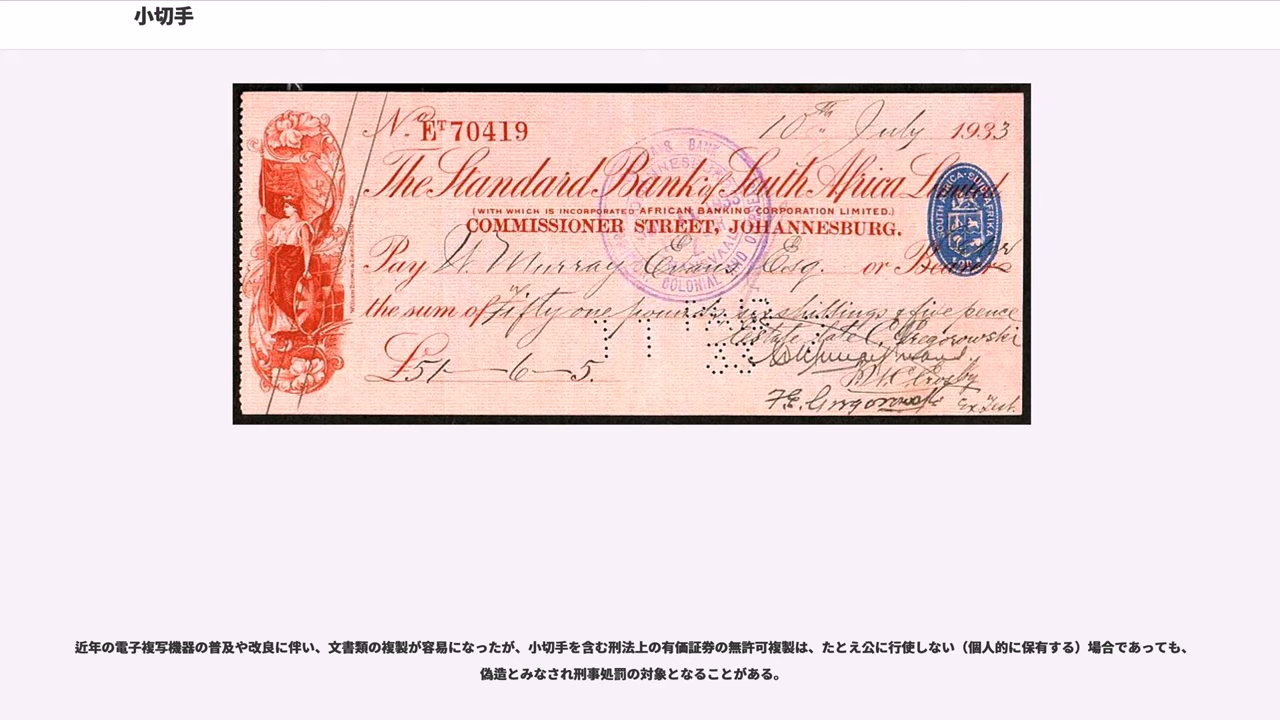 小切手
No. ET70419
10th July 1933
The Standard Bank of South Africa Limited
(WITH WHICH IS INCORPORATED AFRICAN BANKING CORPORATION LIMITED.)
COMMISSIONER STREET, JOHANNESBURG.
SOUTH AFRICA · SUID AFRIKA
Pay Murray Evans Esq. or Bearer
the sum of Fifty one pounds six shillings & five pence
Estate late C. Gregorowski
£51-6-5.
近年の電子複写機器の普及や改良に伴い、文書類の複製が容易になったが、小切手を含む刑法上の有価証券の無許可複製は、たとえ公に行使しない（個人的に保有する）場合であっても、
偽造とみなされ刑事処罰の対象となることがある。